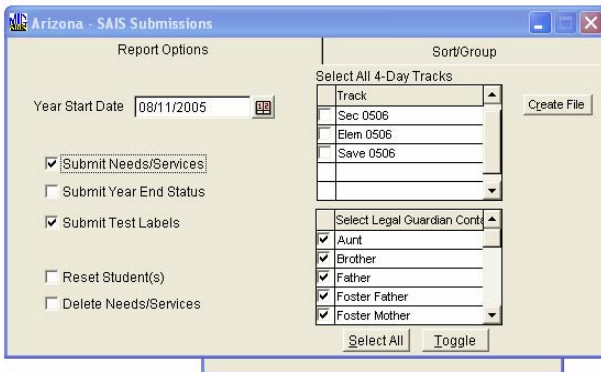 Arizona - SAIS Submissions
Report Options
Sort/Group
Year Start Date 08/11/2005
Submit Needs/Services
Submit Year End Status
Submit Test Labels
Reset Student(s)
Delete Needs/Services
Select All 4-Day Tracks
Track
Sec 0506
Elem 0506
Save 0506
Select Legal Guardian Conta
Aunt
Brother
Father
Foster Father
Foster Mother
Select All Toggle
Create File